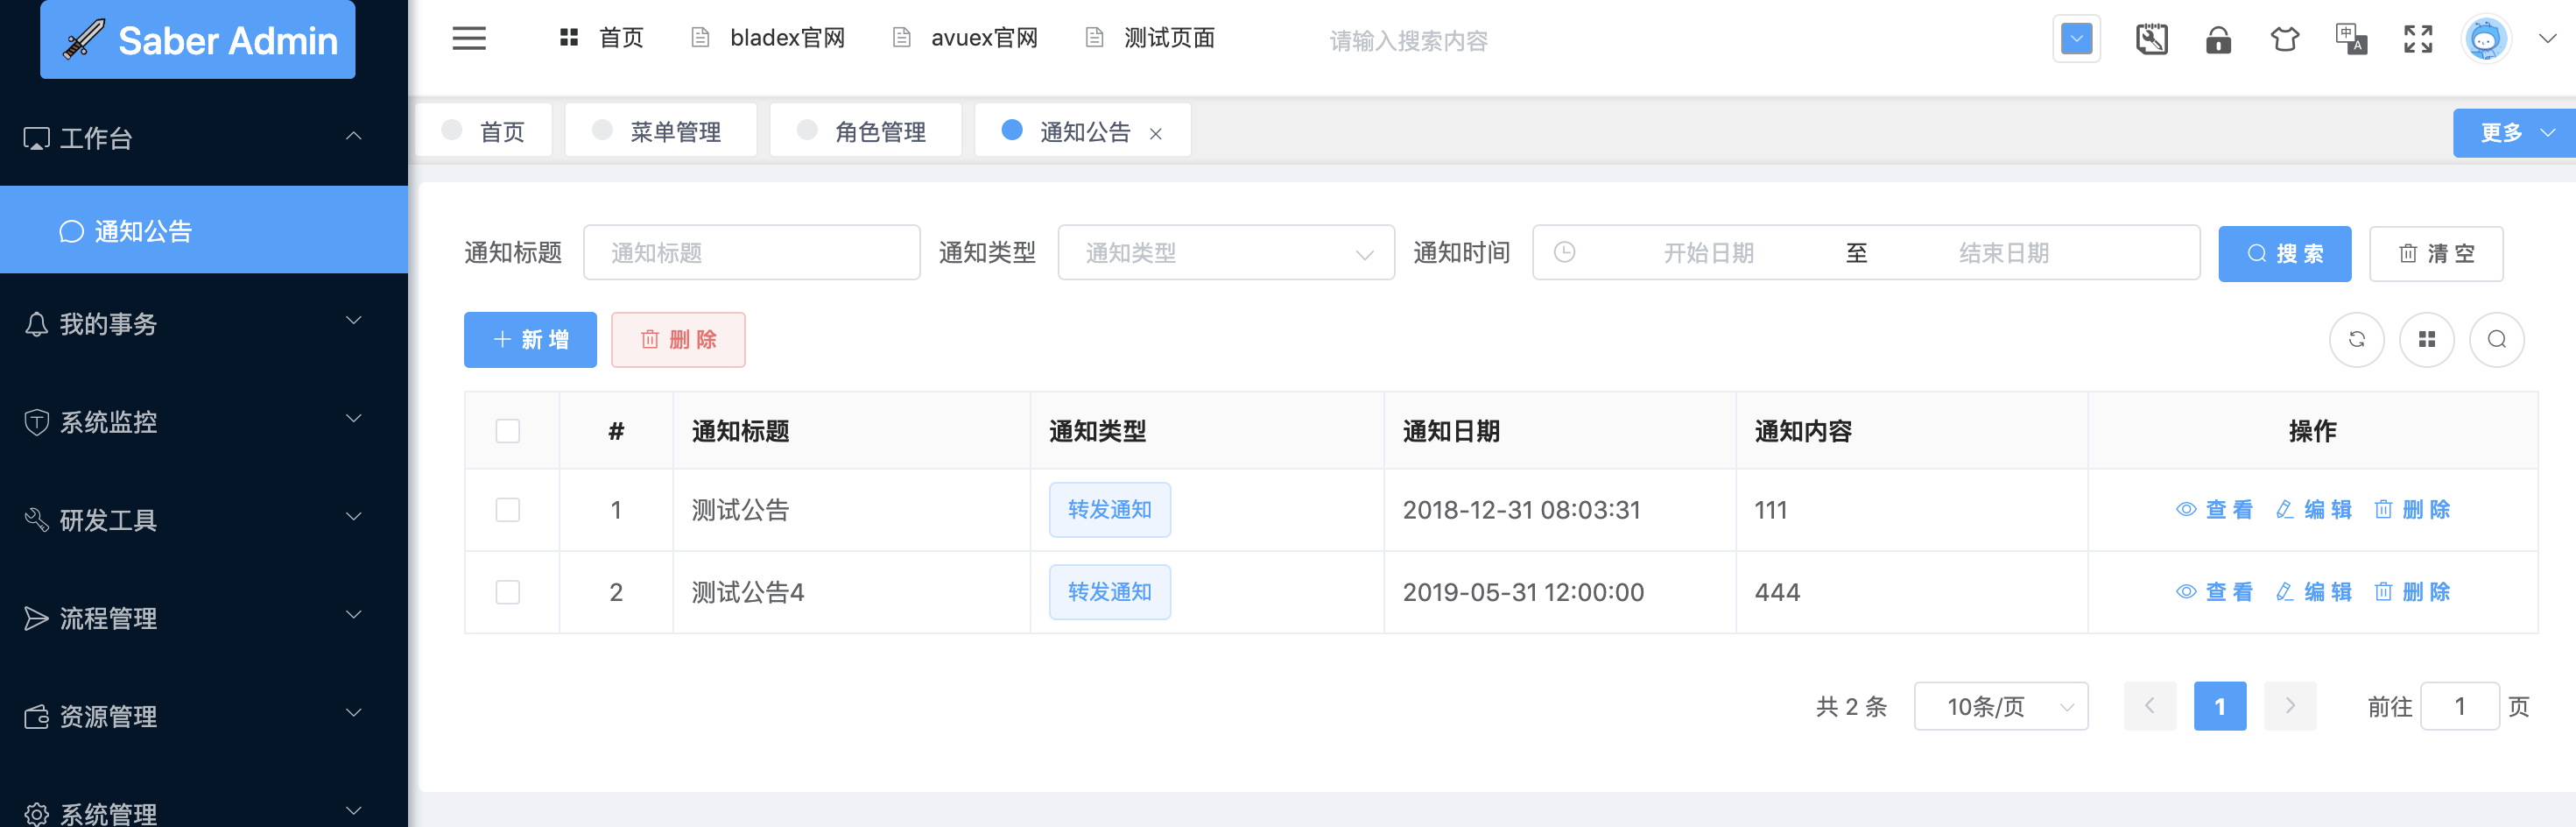 Saber Admin
首页 bladex官网 avuex官网 测试页面 请输入搜索内容 中 A
首页 菜单管理 角色管理 通知公告 更多
工作台
通知公告
我的事务
系统监控
研发工具
流程管理
资源管理
系统管理
通知标题 通知标题 通知类型 通知类型 通知时间 开始日期 至 结束日期 搜索 清空
新增 删除
# 通知标题 通知类型 通知日期 通知内容 操作
1 测试公告 转发通知 2018-12-31 08:03:31 111 查看 编辑 删除
2 测试公告4 转发通知 2019-05-31 12:00:00 444 查看 编辑 删除
共 2 条 10条/页 1 前往 1 页